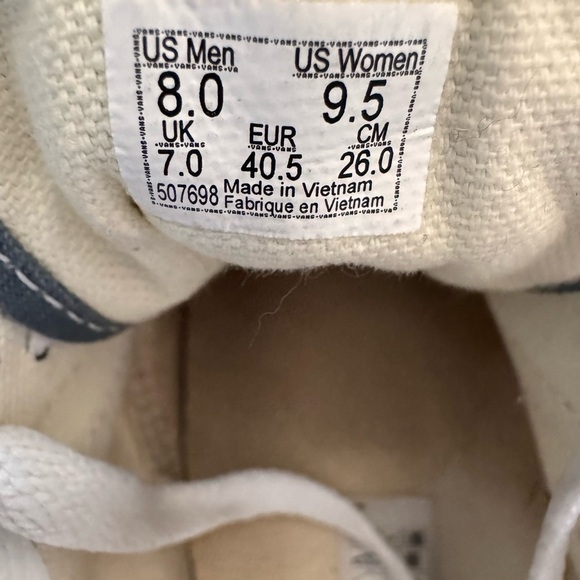 US Men US Women
8.0 9.5
UK EUR CM
7.0 40.5 26.0
507698 Made in Vietnam
Fabrique en Vietnam